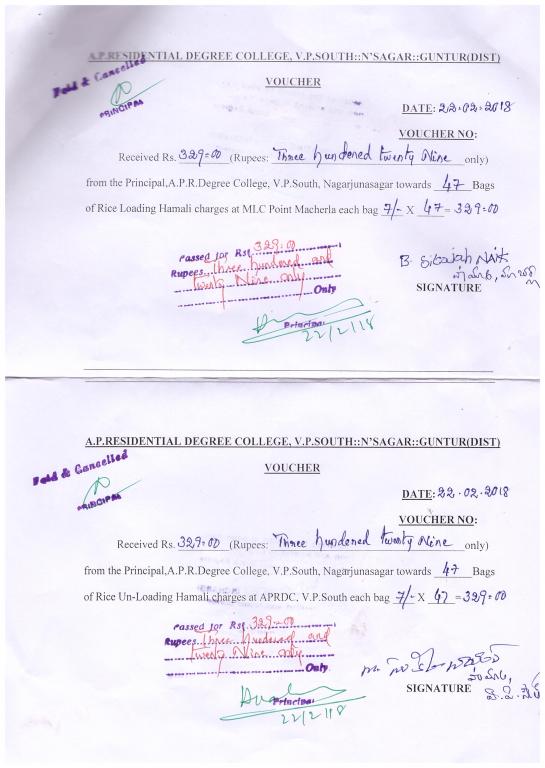 A.P.RESIDENTIAL DEGREE COLLEGE, V.P.SOUTH::N'SAGAR::GUNTUR(DIST)
Paid & Cancelled
PRINCIPAL
VOUCHER
DATE: 22.02.2018
VOUCHER NO:
Received Rs. 329=00 (Rupees: Three hundered twenty Nine only)
from the Principal,A.P.R.Degree College, V.P.South, Nagarjunasagar towards 47 Bags
of Rice Loading Hamali charges at MLC Point Macherla each bag 7/- X 47 = 329=00
Passed for Rs. 329-00
Rupees Three hundred and
twenty Nine only
Only
Principal
22/2/18
SIGNATURE
A.P.RESIDENTIAL DEGREE COLLEGE, V.P.SOUTH::N'SAGAR::GUNTUR(DIST)
Paid & Cancelled
PRINCIPAL
VOUCHER
DATE: 22.02.2018
VOUCHER NO:
Received Rs. 329=00 (Rupees: Three hundered twenty Nine only)
from the Principal,A.P.R.Degree College, V.P.South, Nagarjunasagar towards 47 Bags
of Rice Un-Loading Hamali charges at APRDC, V.P.South each bag 7/- X 47 = 329=00
Passed for Rs. 329-00
Rupees Three hundred and
twenty Nine only
Only
Principal
22/2/18
SIGNATURE